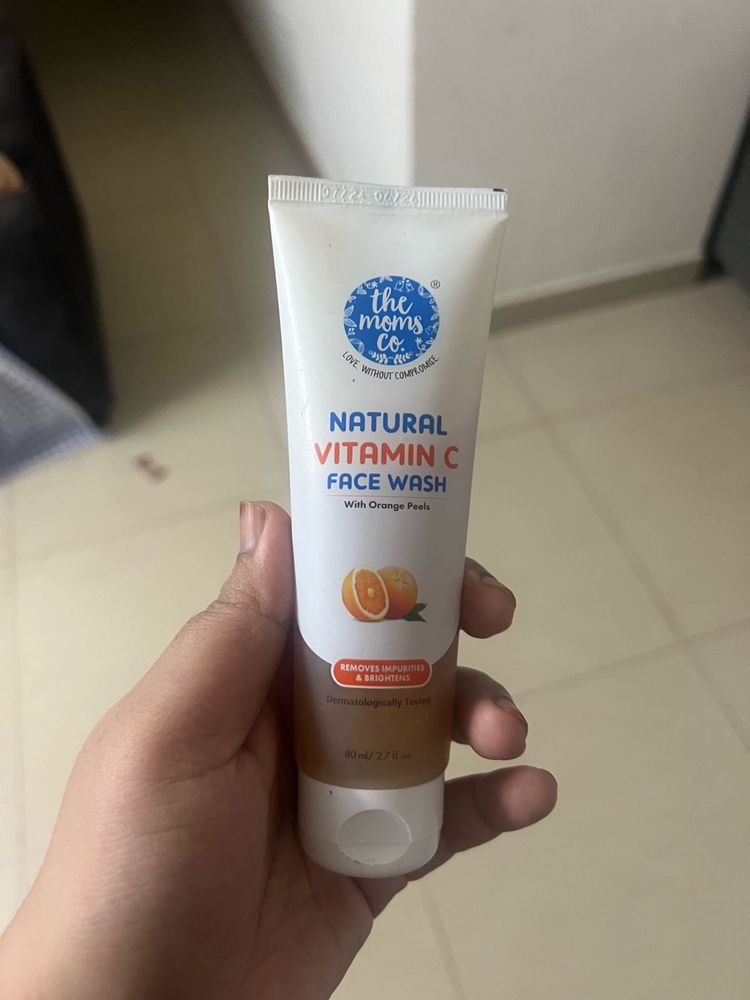 the
moms
co.
®
LOVE. WITHOUT COMPROMISE.
NATURAL
VITAMIN C
FACE WASH
With Orange Peels
REMOVES IMPURITIES
& BRIGHTENS
Dermatologically Tested
80 ml/ 2.7 fl oz